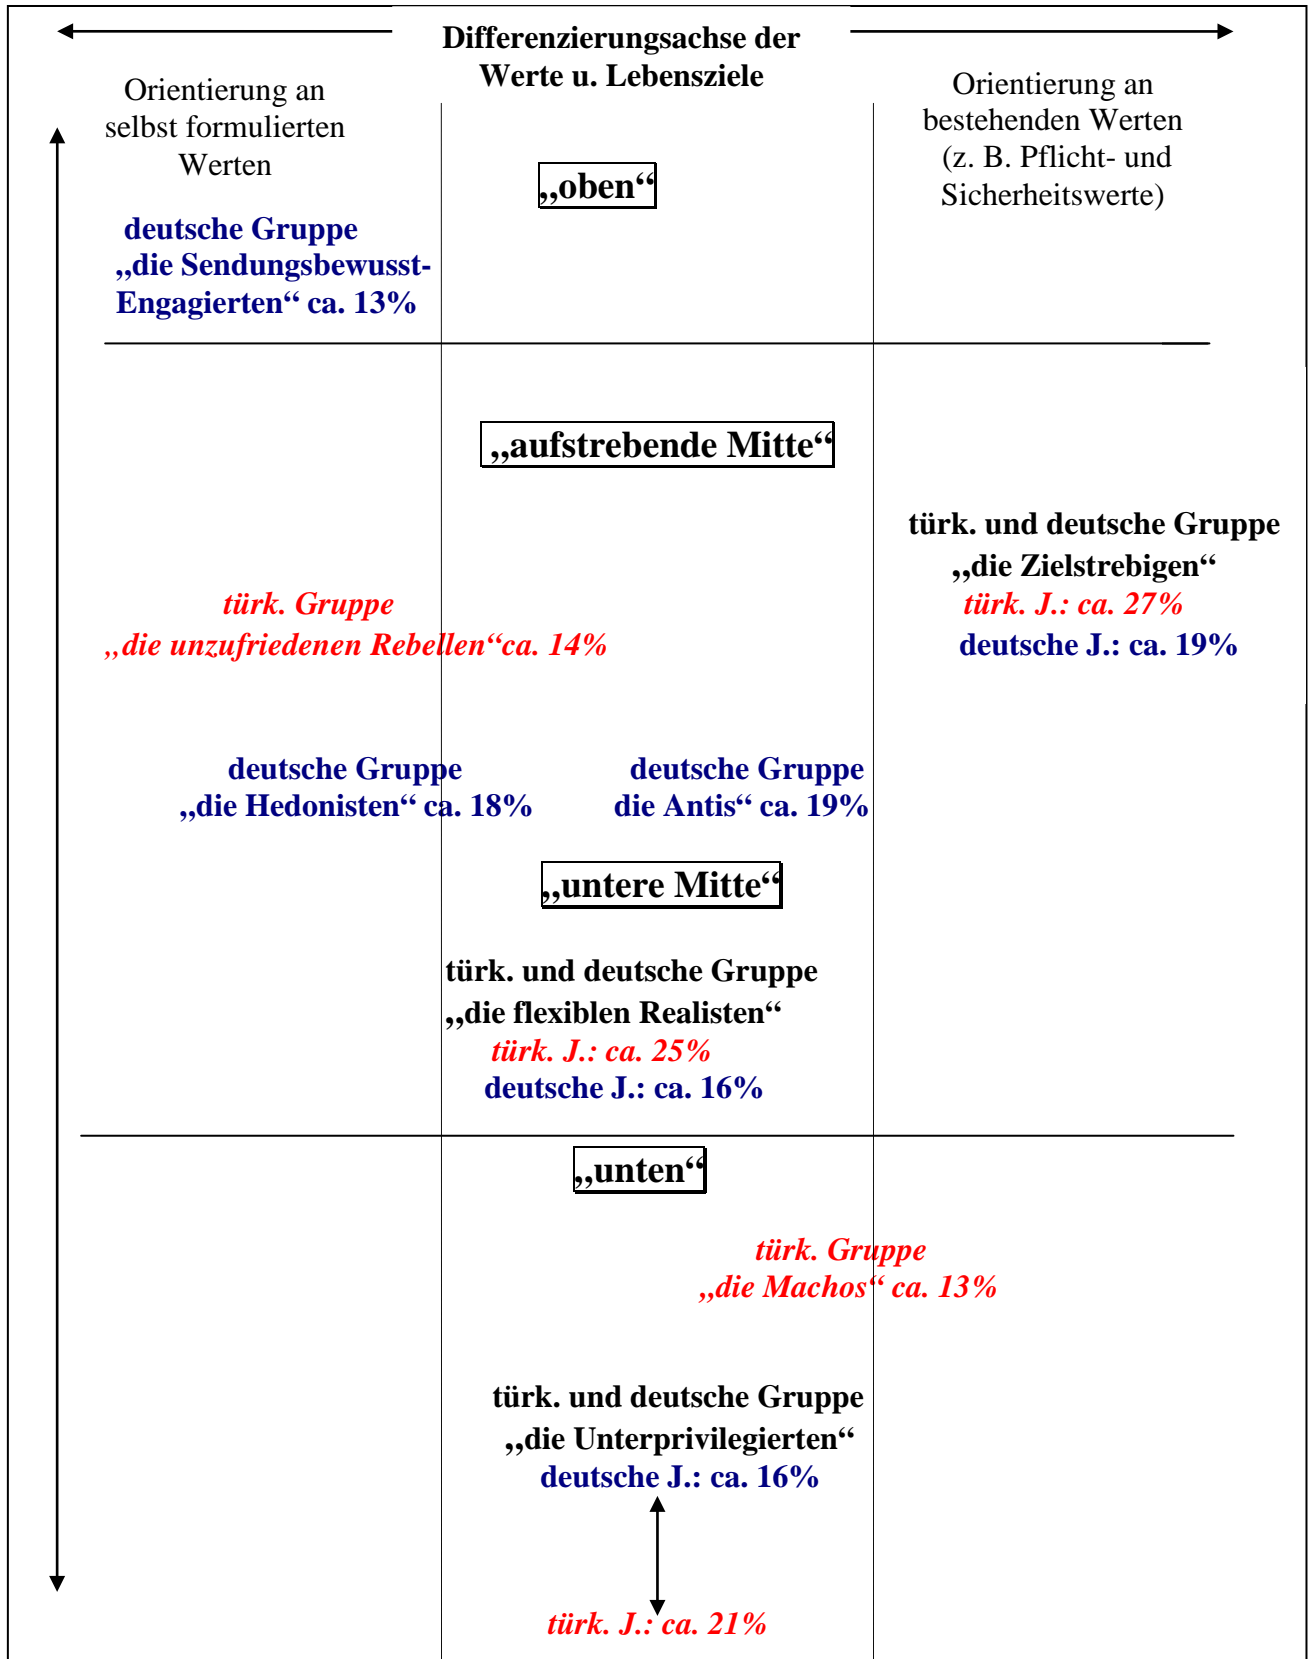 Differenzierungsachse der
Werte u. Lebensziele
Orientierung an
selbst formulierten
Werten
Orientierung an
bestehenden Werten
(z. B. Pflicht- und
Sicherheitswerte)
„oben“
deutsche Gruppe
„die Sendungsbewusst-
Engagierten“ ca. 13%
„aufstrebende Mitte“
türk. und deutsche Gruppe
„die Zielstrebigen“
türk. J.: ca. 27%
deutsche J.: ca. 19%
türk. Gruppe
„die unzufriedenen Rebellen“ca. 14%
deutsche Gruppe
„die Hedonisten“ ca. 18%
deutsche Gruppe
die Antis“ ca. 19%
„untere Mitte“
türk. und deutsche Gruppe
„die flexiblen Realisten“
türk. J.: ca. 25%
deutsche J.: ca. 16%
„unten“
türk. Gruppe
„die Machos“ ca. 13%
türk. und deutsche Gruppe
„die Unterprivilegierten“
deutsche J.: ca. 16%
türk. J.: ca. 21%